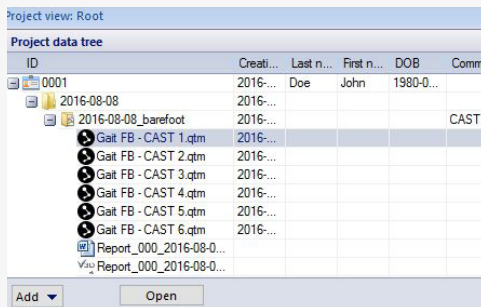 Project view: Root
Project data tree
ID Creati... Last n... First n... DOB Comm
0001 2016-... Doe John 1980-0...
2016-08-08 2016-...
2016-08-08_barefoot 2016-... CAST
Gait FB - CAST 1.qtm 2016-...
Gait FB - CAST 2.qtm 2016-...
Gait FB - CAST 3.qtm 2016-...
Gait FB - CAST 4.qtm 2016-...
Gait FB - CAST 5.qtm 2016-...
Gait FB - CAST 6.qtm 2016-...
Report_000_2016-08-0...
V3D Report_000_2016-08-0...
Add Open